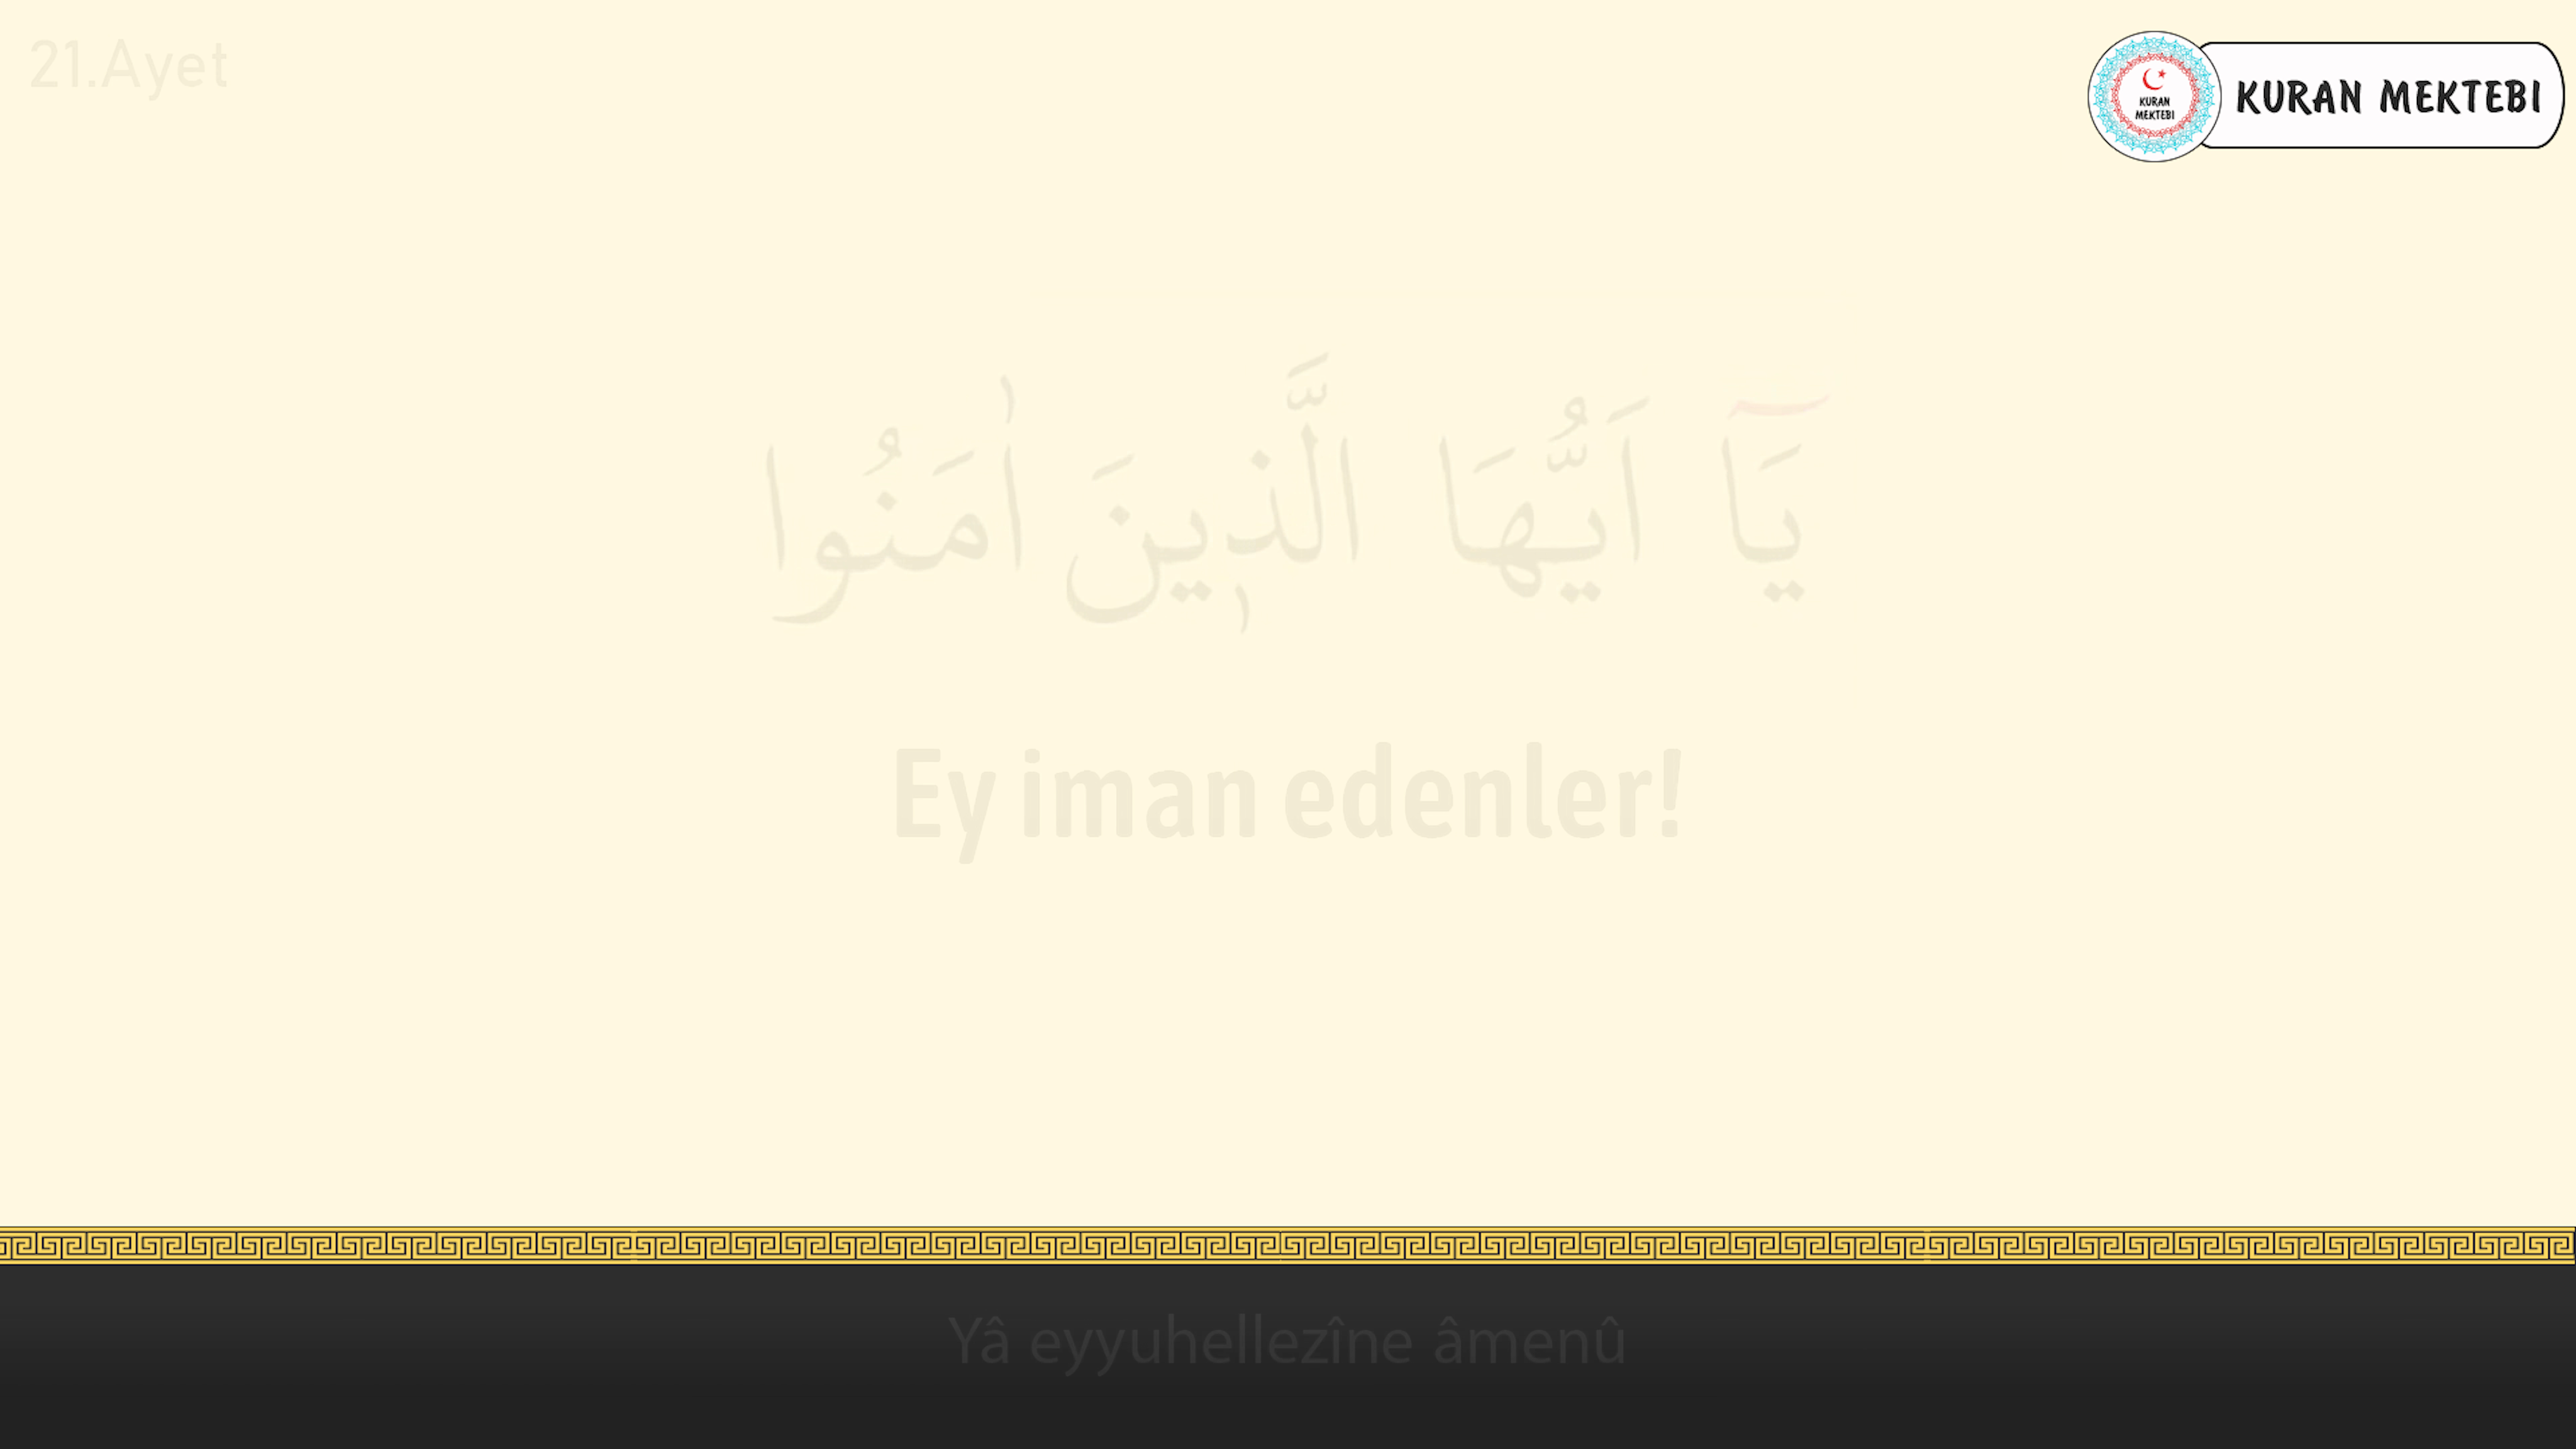 21.Ayet
KURAN
MEKTEBI
KURAN MEKTEBI
يَٓا اَيُّهَا الَّذ۪ينَ اٰمَنُوا
Ey iman edenler!
Yâ eyyuhellezîne âmenû